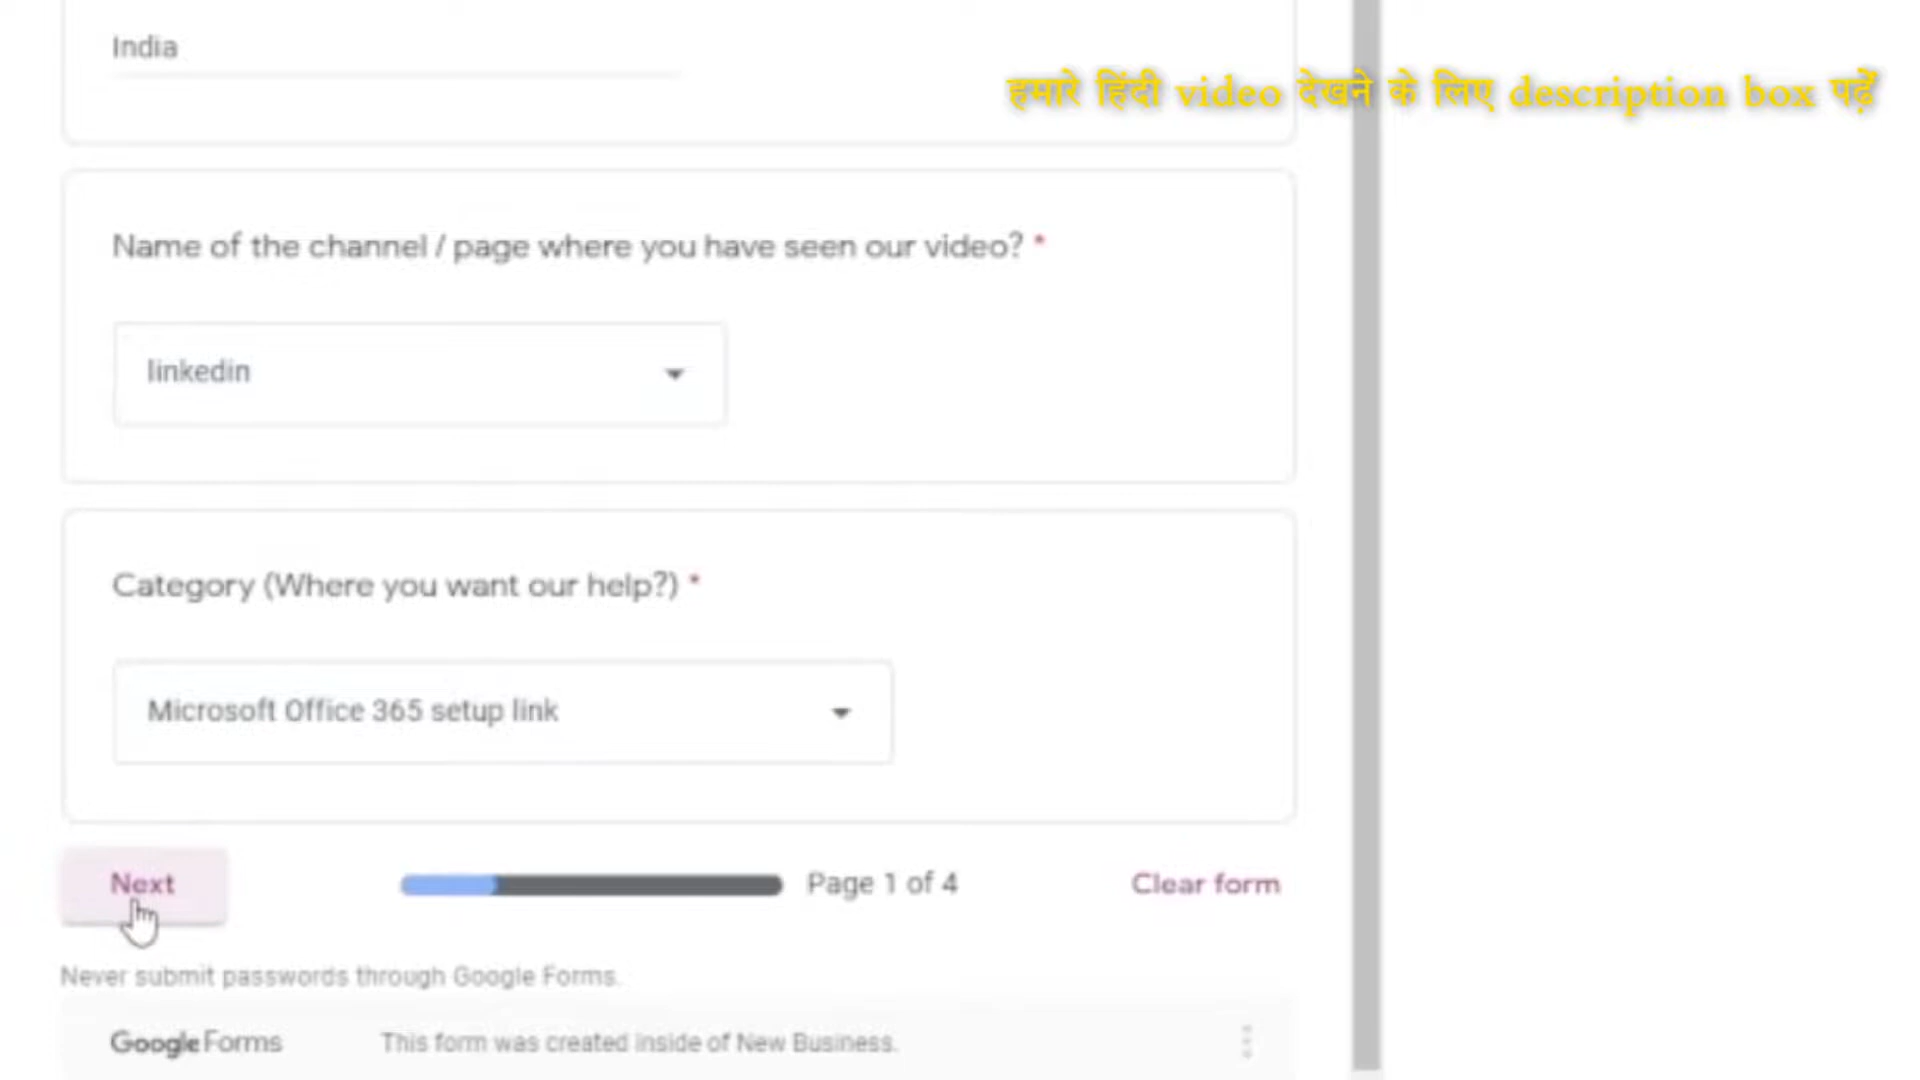 India
हमारे हिंदी video देखने के लिए description box पढ़ें
Name of the channel / page where you have seen our video? *
linkedin
Category (Where you want our help?) *
Microsoft Office 365 setup link
Next
Page 1 of 4
Clear form
Never submit passwords through Google Forms.
Google Forms
This form was created inside of New Business.